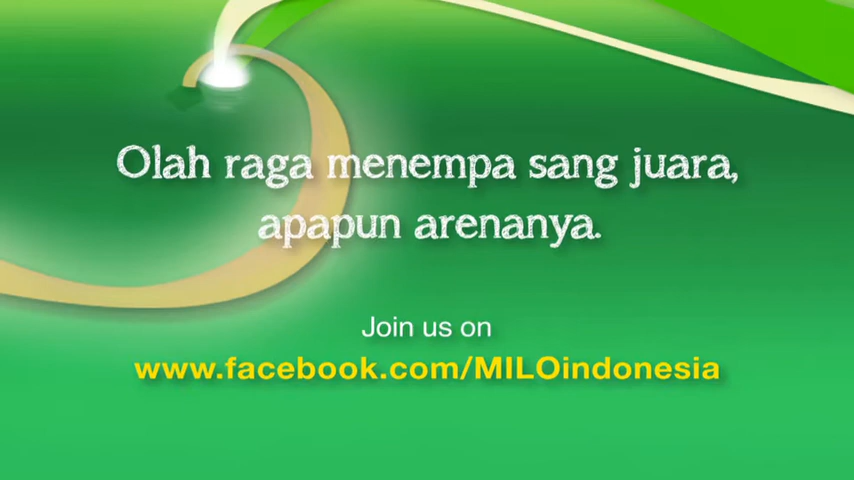 Olah raga menempa sang juara,
apapun arenanya.
Join us on
www.facebook.com/MILOindonesia